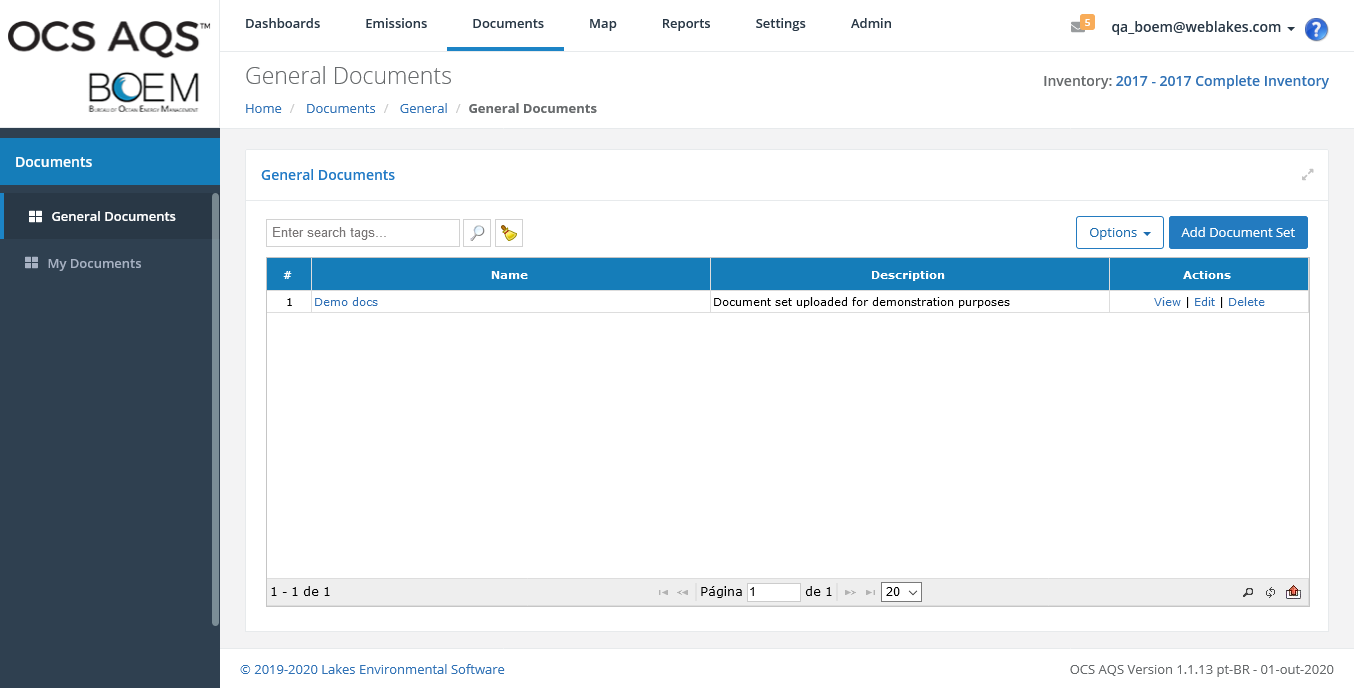 OCS AQS™
BOEM
BUREAU OF OCEAN ENERGY MANAGEMENT
Dashboards Emissions Documents Map Reports Settings Admin
5 qa_boem@weblakes.com ?
General Documents
Inventory: 2017 - 2017 Complete Inventory
Home / Documents / General / General Documents
Documents
General Documents
My Documents
General Documents
Enter search tags...
Options Add Document Set
# Name Description Actions
1 Demo docs Document set uploaded for demonstration purposes View | Edit | Delete
1 - 1 de 1 Página 1 de 1 20
© 2019-2020 Lakes Environmental Software
OCS AQS Version 1.1.13 pt-BR - 01-out-2020